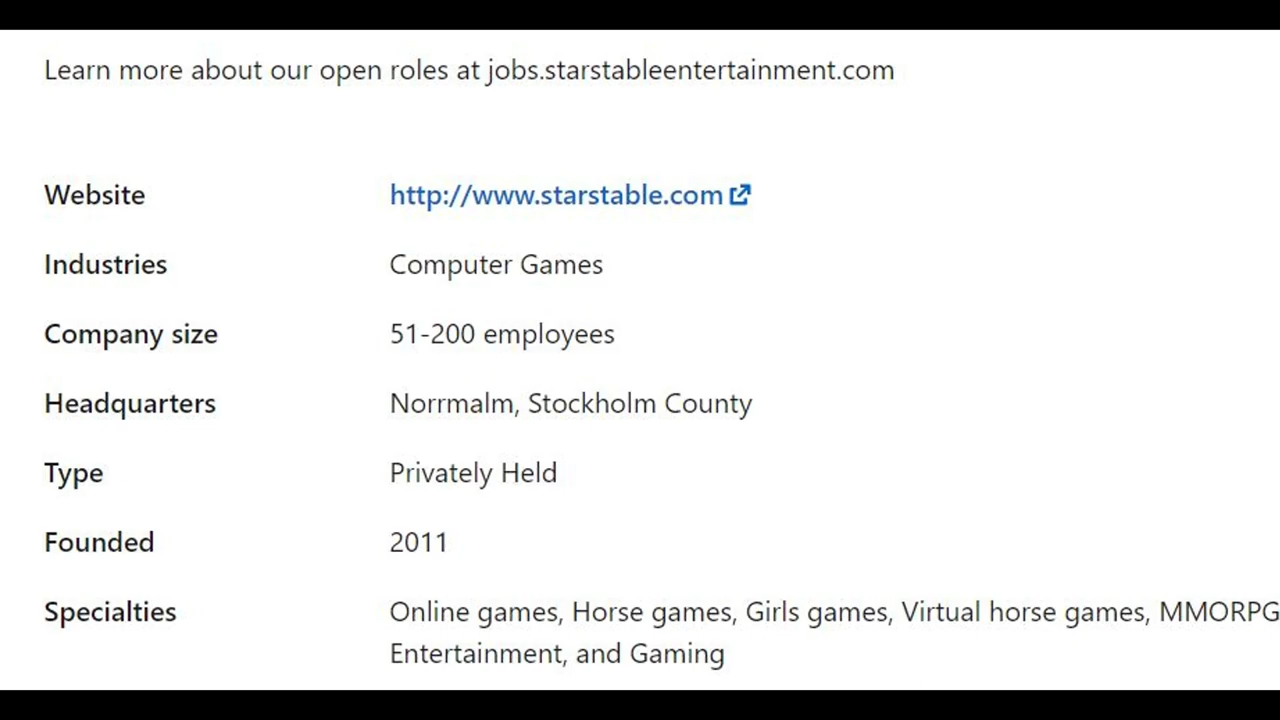 Learn more about our open roles at jobs.starstableentertainment.com
Website http://www.starstable.com
Industries Computer Games
Company size 51-200 employees
Headquarters Norrmalm, Stockholm County
Type Privately Held
Founded 2011
Specialties Online games, Horse games, Girls games, Virtual horse games, MMORPG
Entertainment, and Gaming